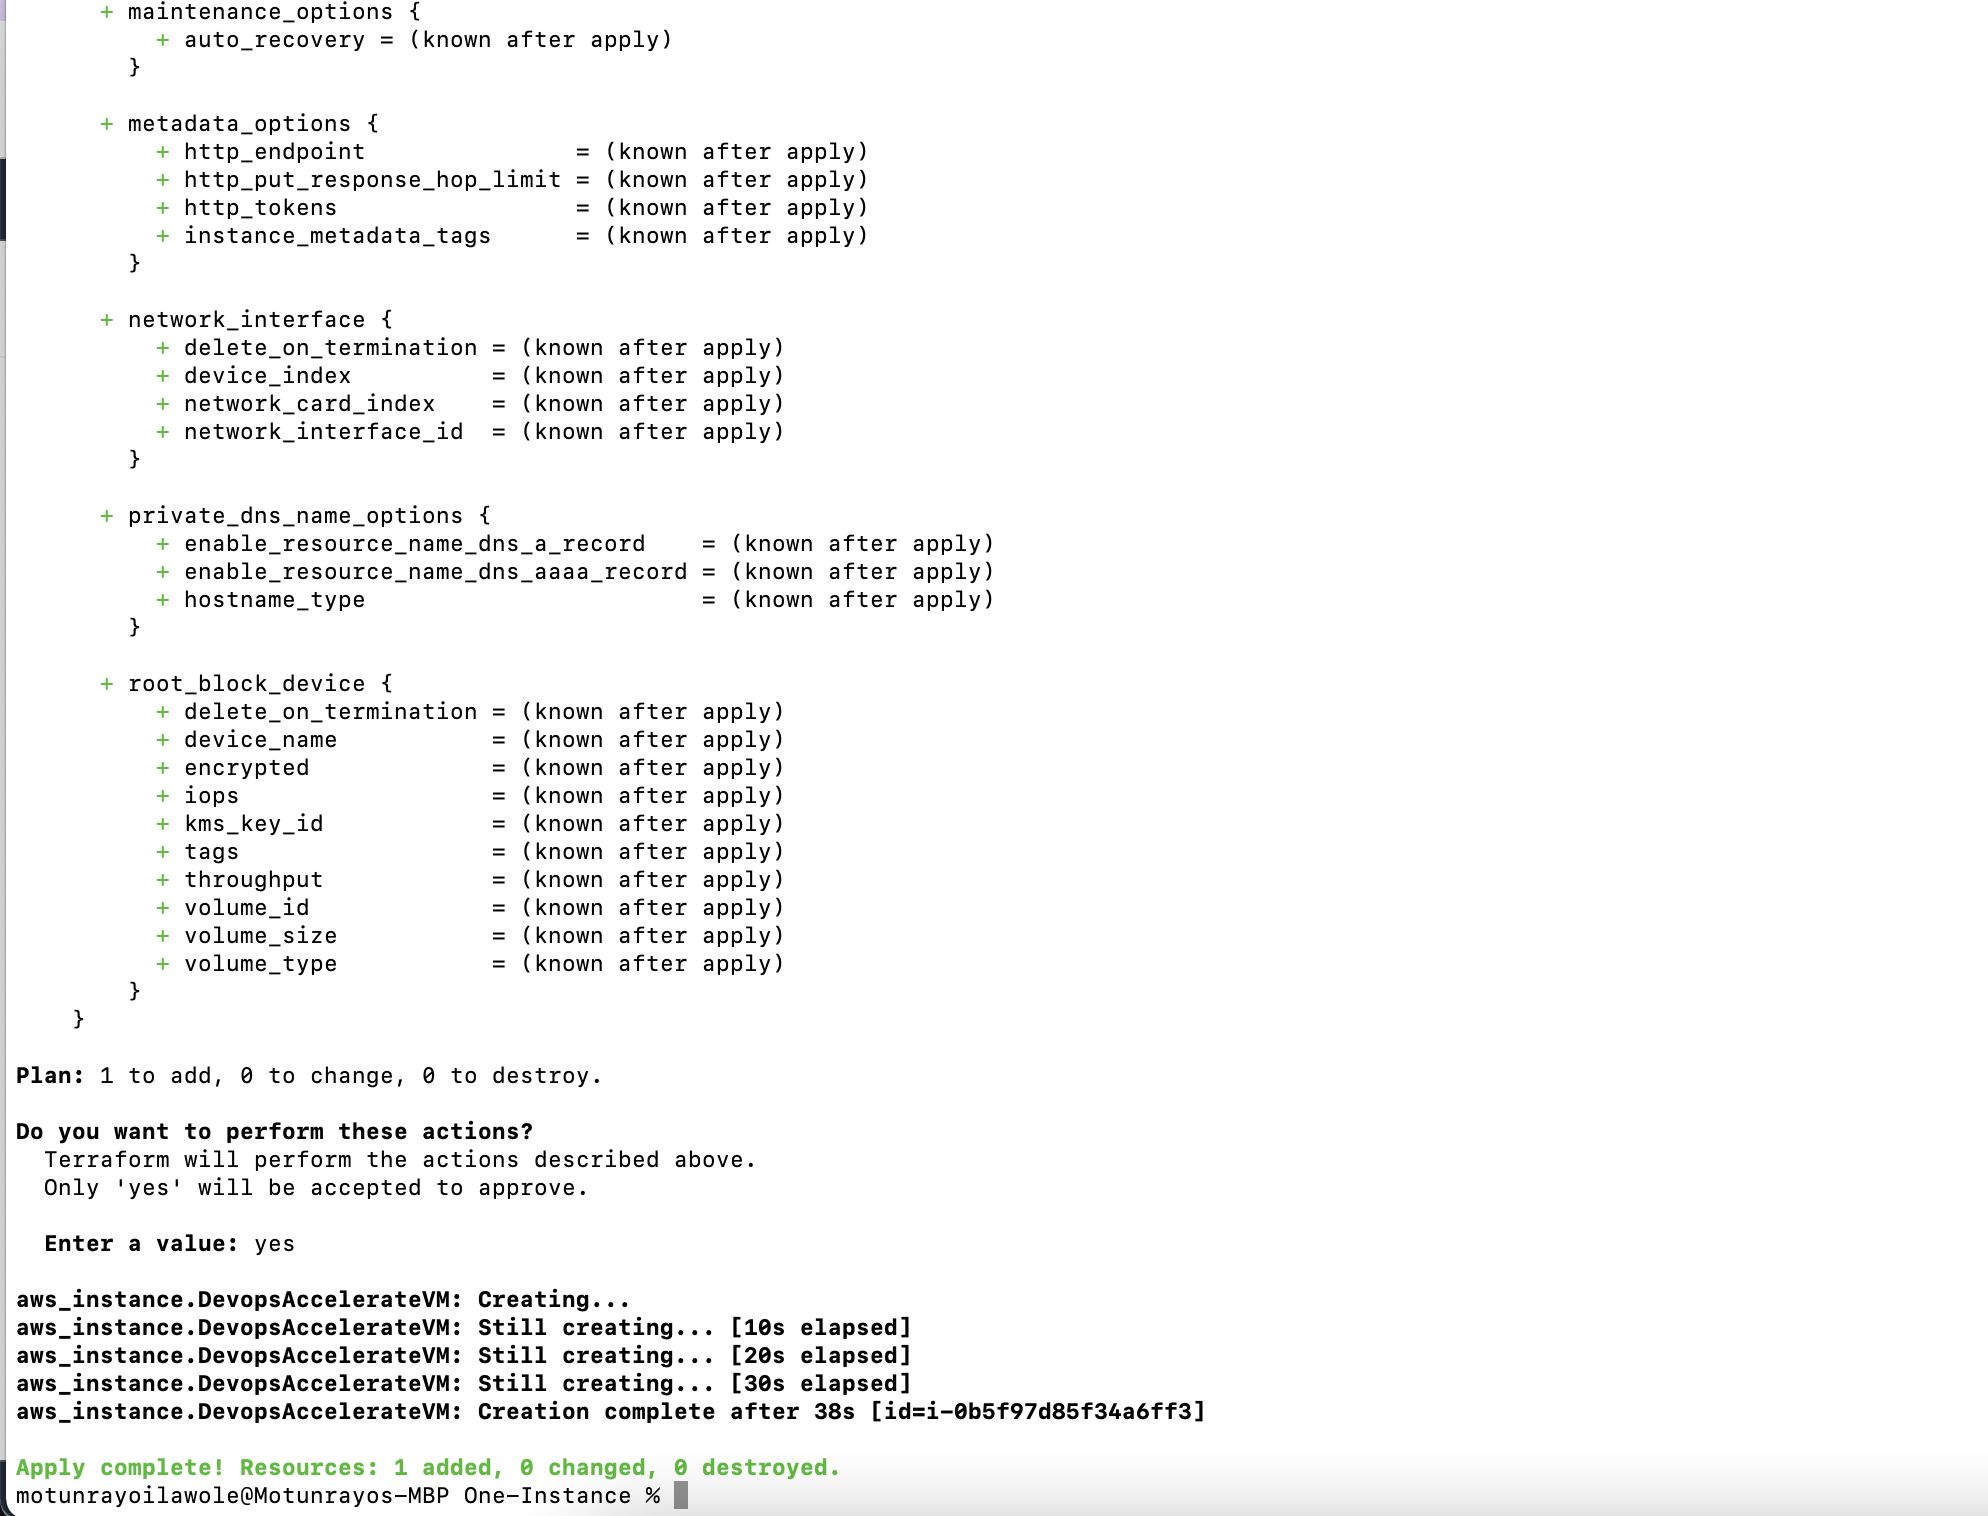 + maintenance_options {
+ auto_recovery = (known after apply)
}
+ metadata_options {
+ http_endpoint = (known after apply)
+ http_put_response_hop_limit = (known after apply)
+ http_tokens = (known after apply)
+ instance_metadata_tags = (known after apply)
}
+ network_interface {
+ delete_on_termination = (known after apply)
+ device_index = (known after apply)
+ network_card_index = (known after apply)
+ network_interface_id = (known after apply)
}
+ private_dns_name_options {
+ enable_resource_name_dns_a_record = (known after apply)
+ enable_resource_name_dns_aaaa_record = (known after apply)
+ hostname_type = (known after apply)
}
+ root_block_device {
+ delete_on_termination = (known after apply)
+ device_name = (known after apply)
+ encrypted = (known after apply)
+ iops = (known after apply)
+ kms_key_id = (known after apply)
+ tags = (known after apply)
+ throughput = (known after apply)
+ volume_id = (known after apply)
+ volume_size = (known after apply)
+ volume_type = (known after apply)
}
}
Plan: 1 to add, 0 to change, 0 to destroy.
Do you want to perform these actions?
Terraform will perform the actions described above.
Only 'yes' will be accepted to approve.
Enter a value: yes
aws_instance.DevopsAccelerateVM: Creating...
aws_instance.DevopsAccelerateVM: Still creating... [10s elapsed]
aws_instance.DevopsAccelerateVM: Still creating... [20s elapsed]
aws_instance.DevopsAccelerateVM: Still creating... [30s elapsed]
aws_instance.DevopsAccelerateVM: Creation complete after 38s [id=i-0b5f97d85f34a6ff3]
Apply complete! Resources: 1 added, 0 changed, 0 destroyed.
motunrayoilawole@Motunrayos-MBP One-Instance %